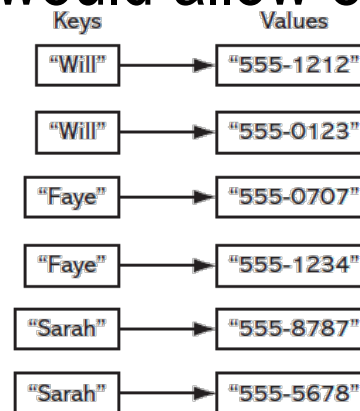 would allow
Keys Values
“Will” “555-1212”
“Will” “555-0123”
“Faye” “555-0707”
“Faye” “555-1234”
“Sarah” “555-8787”
“Sarah” “555-5678”